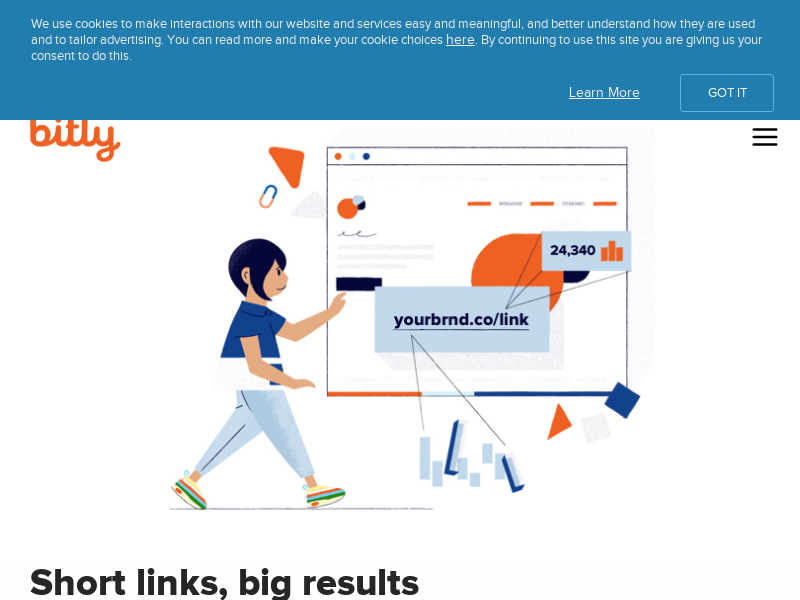 We use cookies to make interactions with our website and services easy and meaningful, and better understand how they are used
and to tailor advertising. You can read more and make your cookie choices here. By continuing to use this site you are giving us your
consent to do this.
Learn More
GOT IT
bitly
24,340
yourbrnd.co/link
Short links, big results